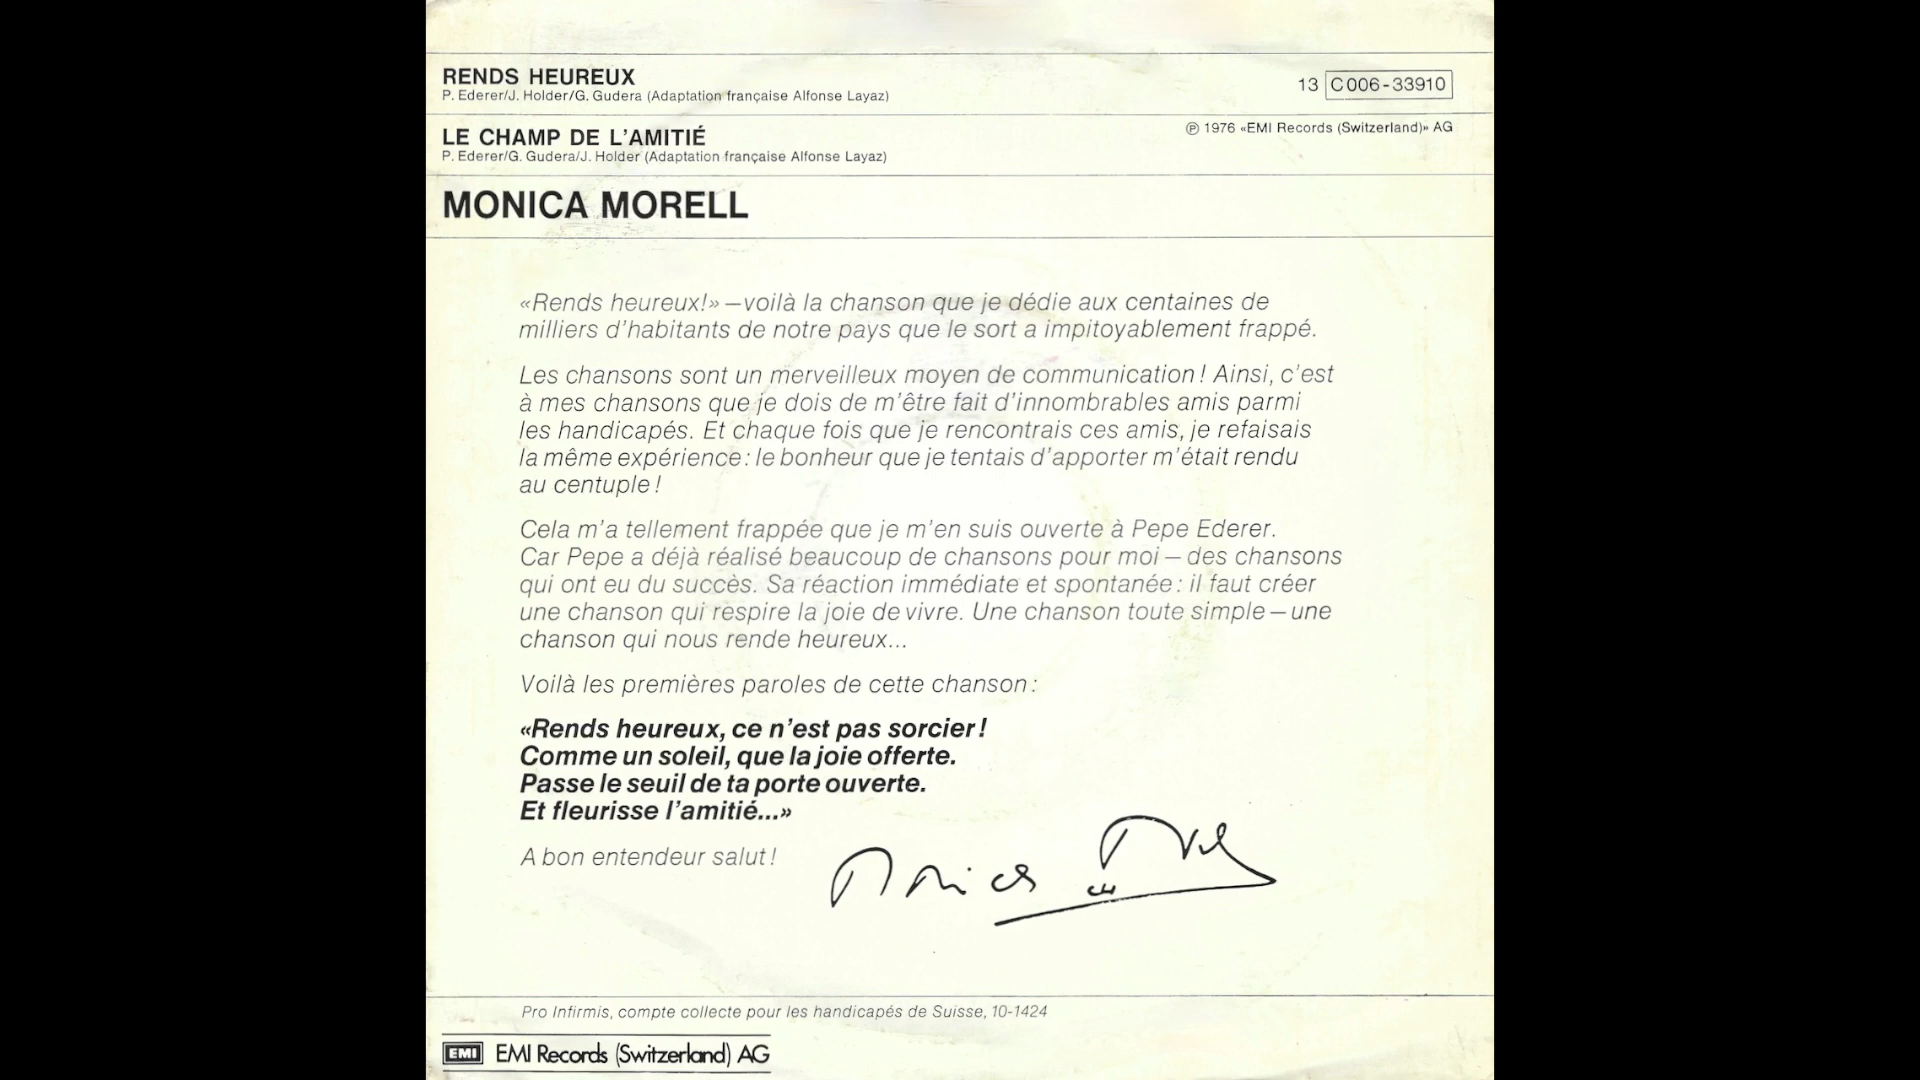 RENDS HEUREUX
P. Ederer/J. Holder/G. Gudera (Adaptation française Alfonse Layaz)
13 C006-33910
LE CHAMP DE L'AMITIÉ
P. Ederer/G. Gudera/J. Holder (Adaptation française Alfonse Layaz)
℗ 1976 «EMI Records (Switzerland)» AG
MONICA MORELL
«Rends heureux!» – voilà la chanson que je dédie aux centaines de
milliers d'habitants de notre pays que le sort a impitoyablement frappé.
Les chansons sont un merveilleux moyen de communication! Ainsi, c'est
à mes chansons que je dois de m'être fait d'innombrables amis parmi
les handicapés. Et chaque fois que je rencontrais ces amis, je refaisais
la même expérience: le bonheur que je tentais d'apporter m'était rendu
au centuple!
Cela m'a tellement frappée que je m'en suis ouverte à Pepe Ederer.
Car Pepe a déjà réalisé beaucoup de chansons pour moi – des chansons
qui ont eu du succès. Sa réaction immédiate et spontanée: il faut créer
une chanson qui respire la joie de vivre. Une chanson toute simple – une
chanson qui nous rende heureux...
Voilà les premières paroles de cette chanson:
«Rends heureux, ce n'est pas sorcier!
Comme un soleil, que la joie offerte.
Passe le seuil de ta porte ouverte.
Et fleurisse l'amitié...»
A bon entendeur salut!
Monica Morell
Pro Infirmis, compte collecte pour les handicapés de Suisse, 10-1424
EMI EMI Records (Switzerland) AG